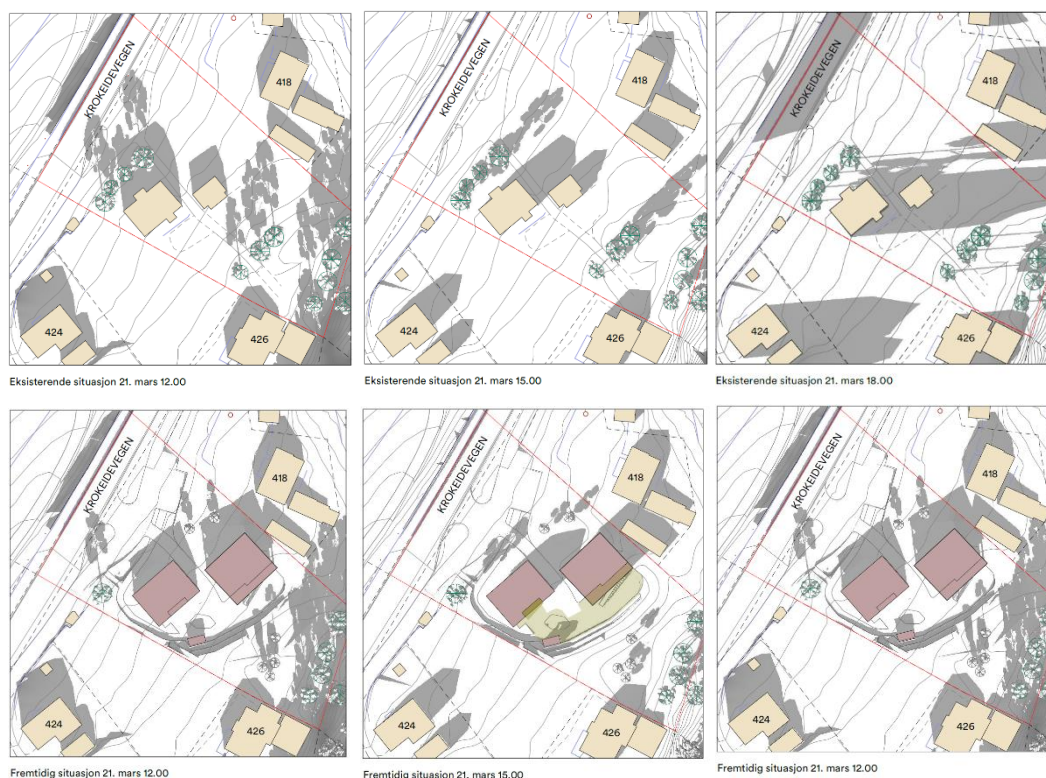 KROKEIDEVEGEN
418
424
426
Eksisterende situasjon 21. mars 12.00
KROKEIDEVEGEN
418
424
426
Eksisterende situasjon 21. mars 15.00
KROKEIDEVEGEN
418
424
426
Eksisterende situasjon 21. mars 18.00
KROKEIDEVEGEN
418
424
426
Fremtidig situasjon 21. mars 12.00
KROKEIDEVEGEN
418
424
426
Fremtidig situasjon 21. mars 15.00
KROKEIDEVEGEN
418
424
426
Fremtidig situasjon 21. mars 12.00